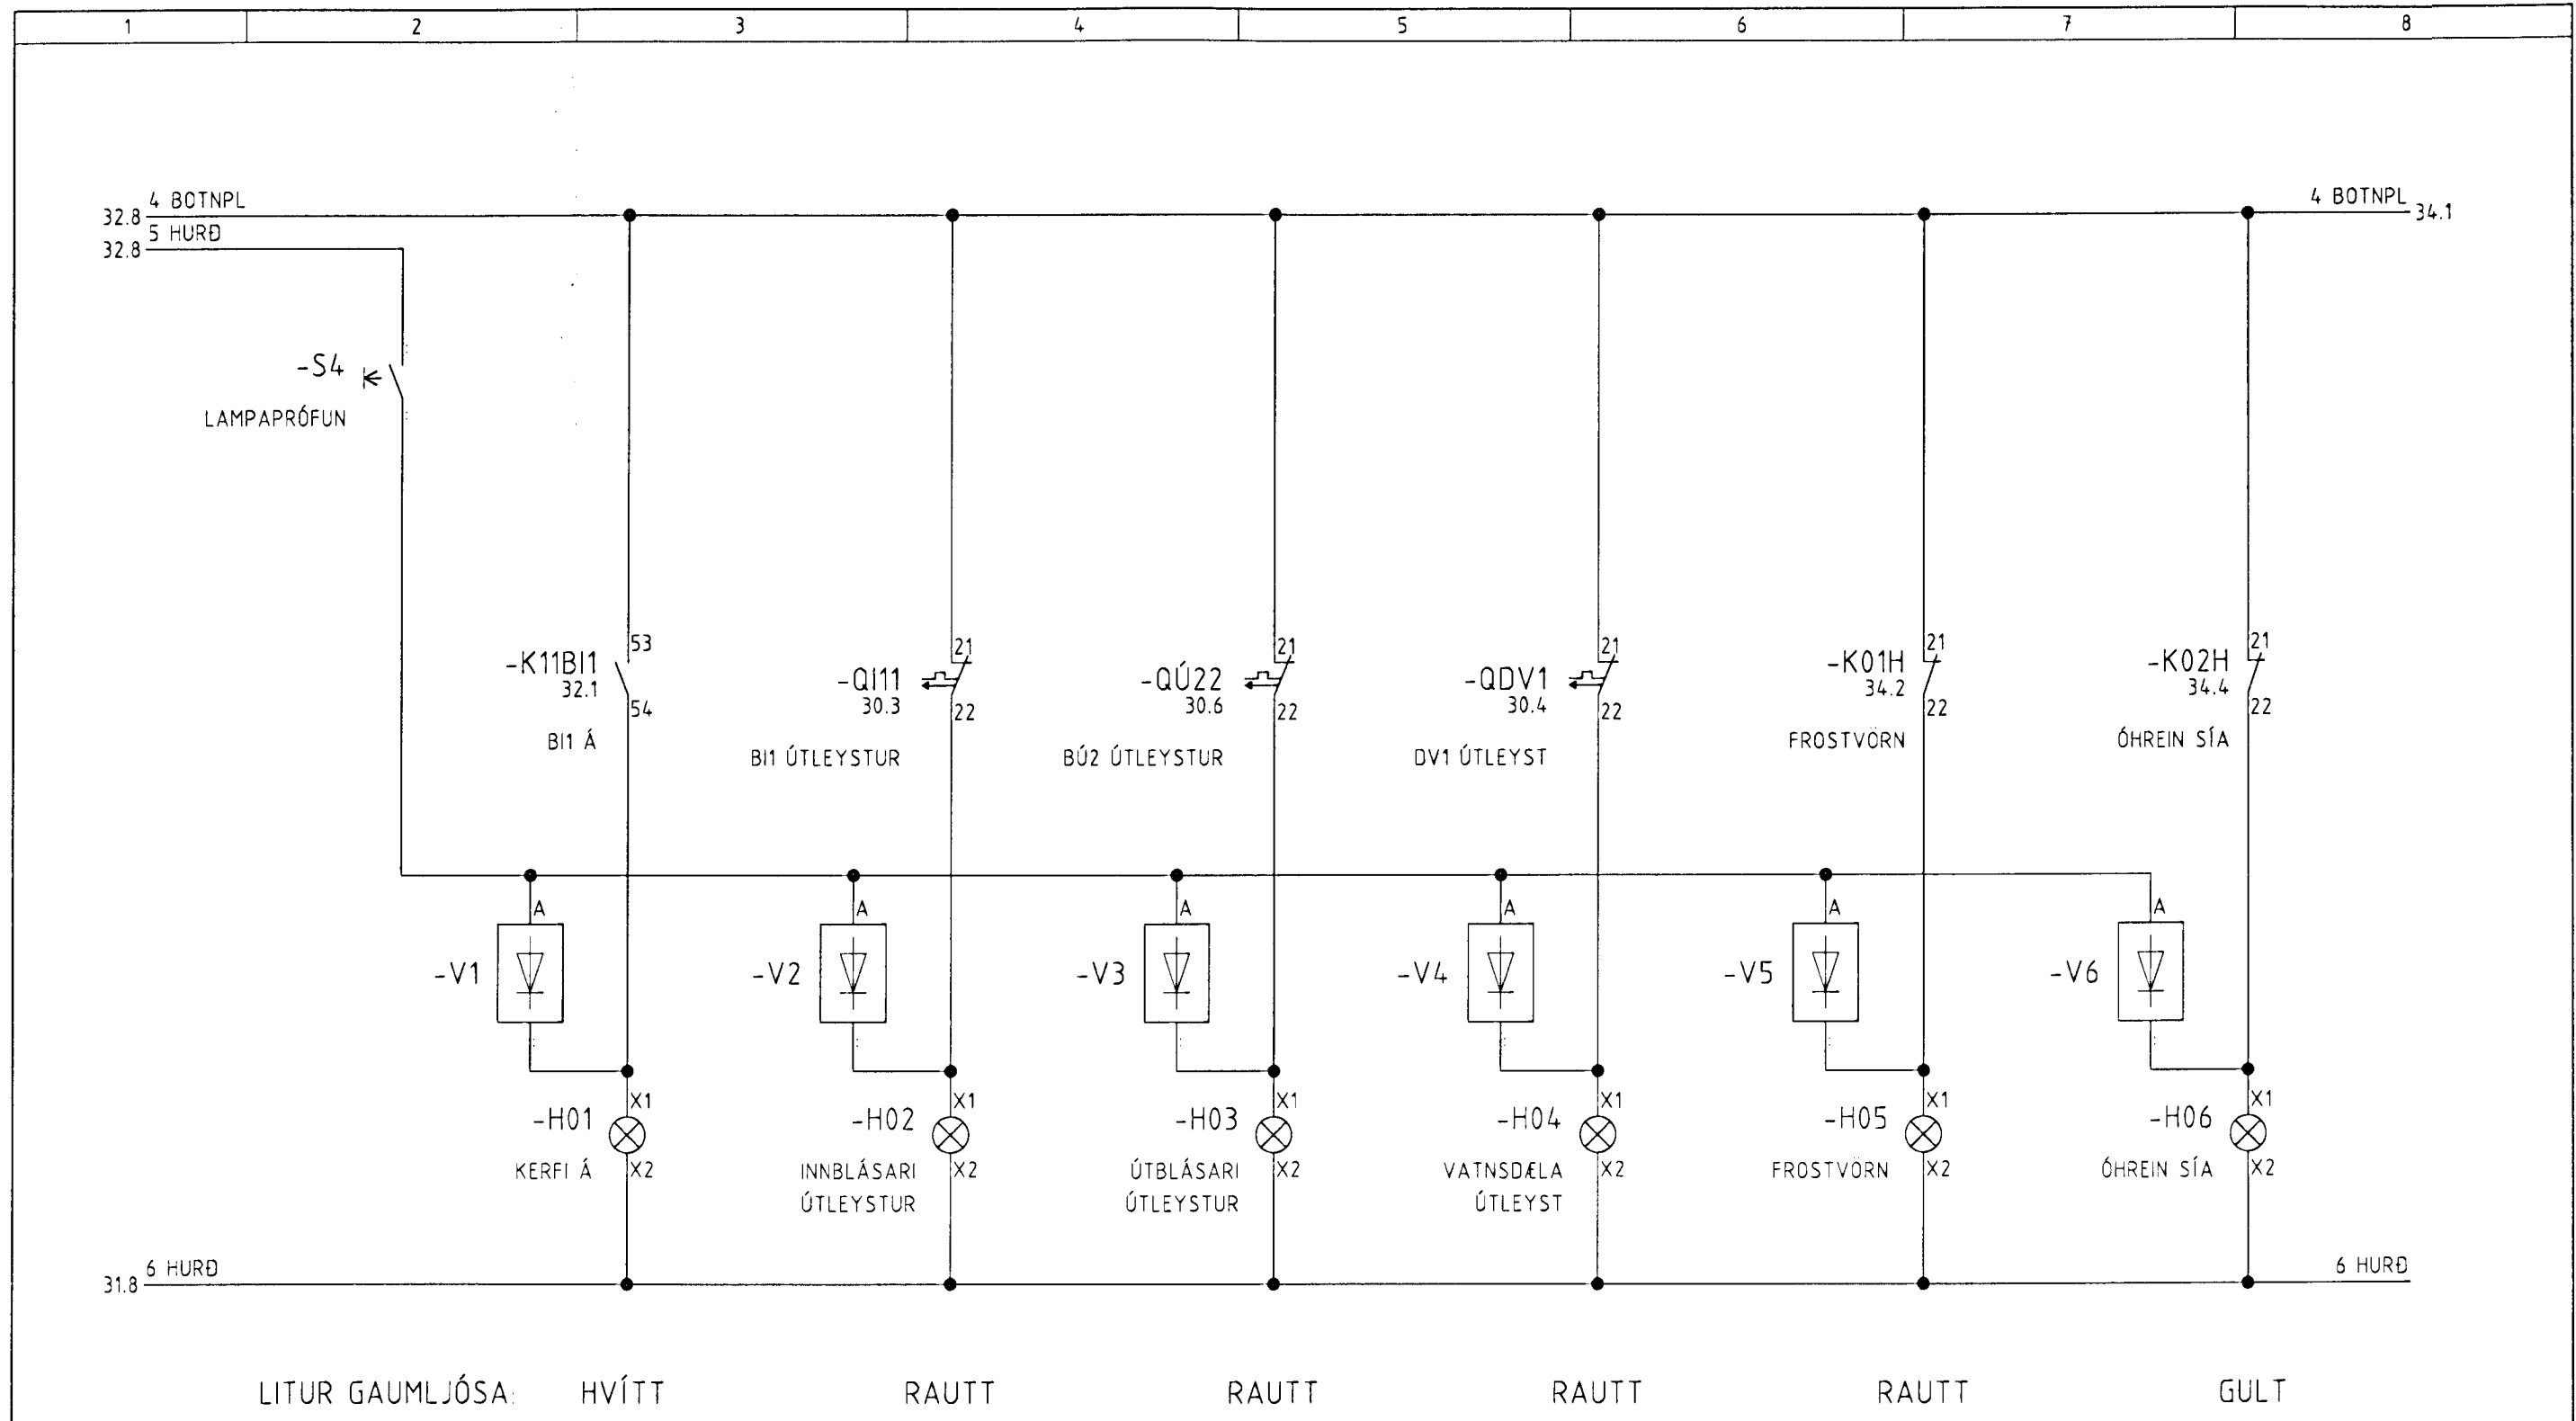 1 2 3 4 5 6 7 8
4 BOTNPL 4 BOTNPL
32.8 34.1
5 HURÐ
32.8
-S4
LAMPAPRÓFUN
53 21 21 21 21 21
-K11BI1 -QI11 -QÚ22 -QDV1 -K01H -K02H
32.1 30.3 30.6 30.4 34.2 34.4
54 22 22 22 22 22
BI1 Á BI1 ÚTLEYSTUR BÚ2 ÚTLEYSTUR DV1 ÚTLEYST FROSTVÖRN ÓHREIN SÍA
A A A A A A
-V1 -V2 -V3 -V4 -V5 -V6
X1 X1 X1 X1 X1 X1
-H01 -H02 -H03 -H04 -H05 -H06
KERFI Á INNBLÁSARI ÚTBLÁSARI VATNSDÆLA FROSTVÖRN ÓHREIN SÍA
X2 X2 X2 X2 X2 X2
ÚTLEYSTUR ÚTLEYSTUR ÚTLEYST
6 HURÐ 6 HURÐ
31.8
LITUR GAUMLJÓSA: HVÍTT RAUTT RAUTT RAUTT RAUTT GULT